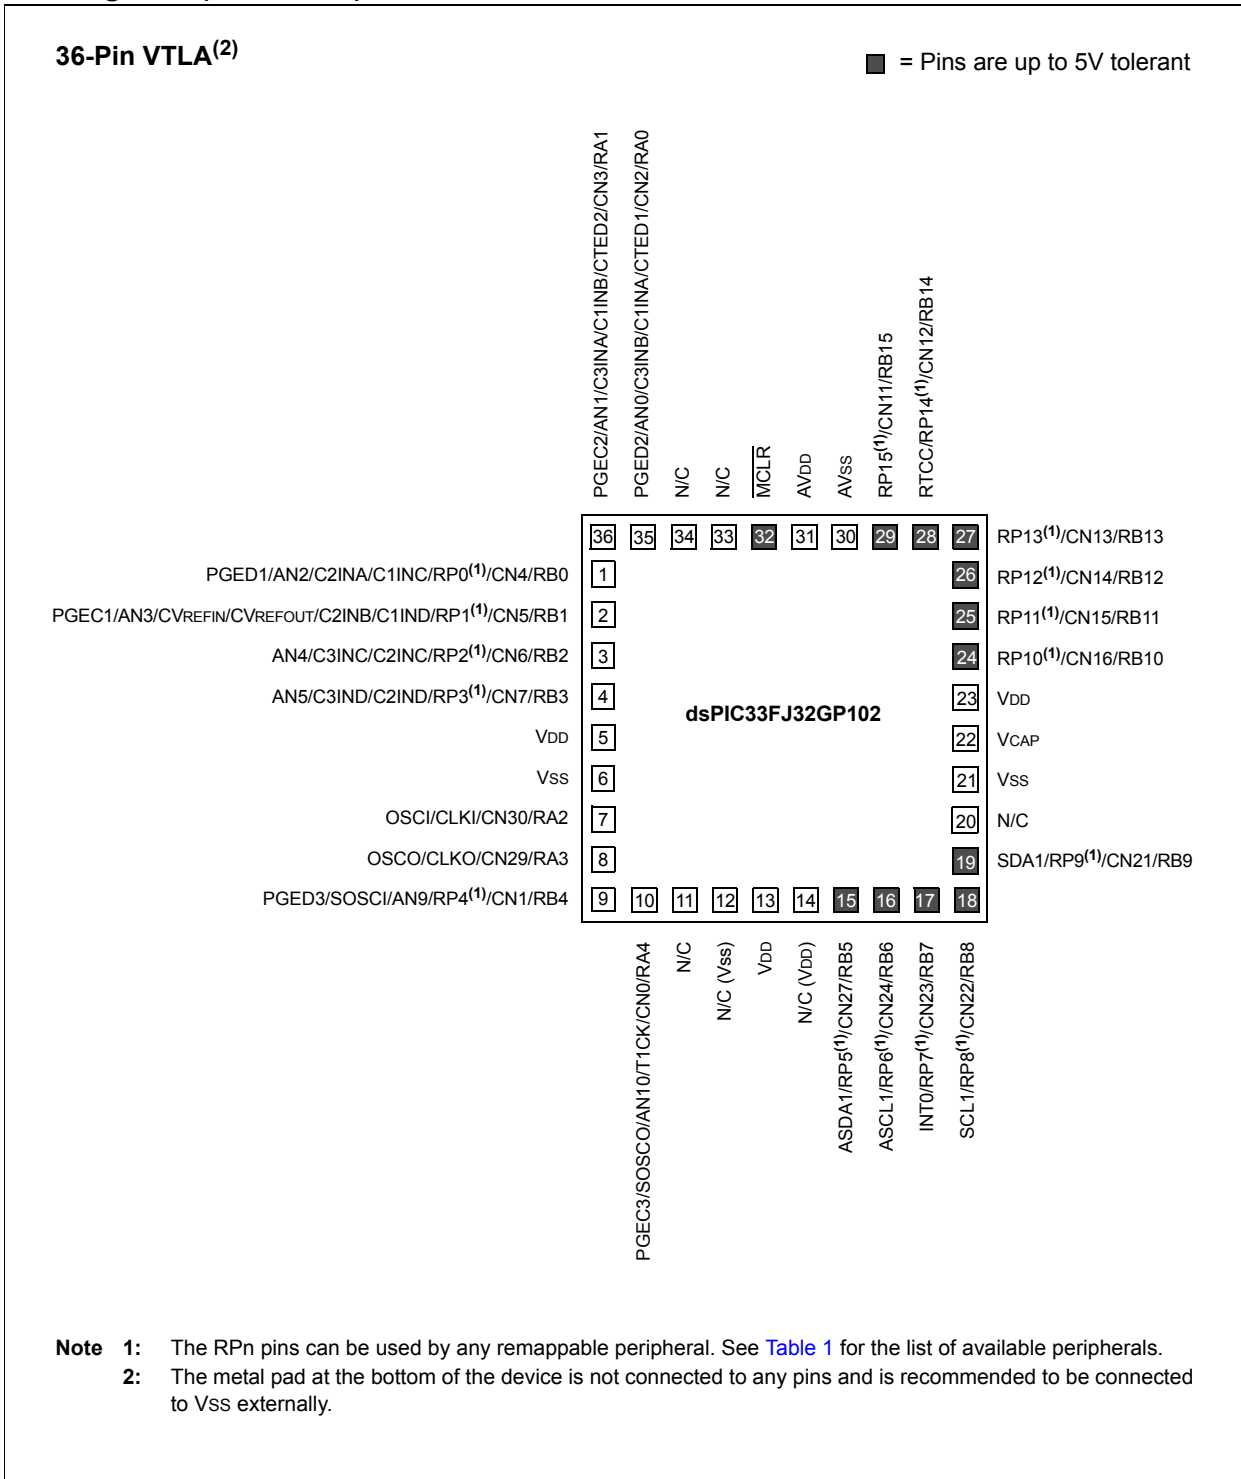 36-Pin VTLA(2)
= Pins are up to 5V tolerant
PGEC2/AN1/C3INA/C1INB/CTED2/CN3/RA1
PGED2/AN0/C3INB/C1INA/CTED1/CN2/RA0
N/C
N/C
MCLR
AVDD
AVSS
RP15(1)/CN11/RB15
RTCC/RP14(1)/CN12/RB14
36 35 34 33 32 31 30 29 28 27 RP13(1)/CN13/RB13
PGED1/AN2/C2INA/C1INC/RP0(1)/CN4/RB0 1 26 RP12(1)/CN14/RB12
PGEC1/AN3/CVREFIN/CVREFOUT/C2INB/C1IND/RP1(1)/CN5/RB1 2 25 RP11(1)/CN15/RB11
AN4/C3INC/C2INC/RP2(1)/CN6/RB2 3 24 RP10(1)/CN16/RB10
AN5/C3IND/C2IND/RP3(1)/CN7/RB3 4 23 VDD
dsPIC33FJ32GP102
VDD 5 22 VCAP
VSS 6 21 VSS
OSCI/CLKI/CN30/RA2 7 20 N/C
OSCO/CLKO/CN29/RA3 8 19 SDA1/RP9(1)/CN21/RB9
PGED3/SOSCI/AN9/RP4(1)/CN1/RB4 9 10 11 12 13 14 15 16 17 18
PGEC3/SOSCO/AN10/T1CK/CN0/RA4
N/C
N/C (Vss)
VDD
N/C (VDD)
ASDA1/RP5(1)/CN27/RB5
ASCL1/RP6(1)/CN24/RB6
INT0/RP7(1)/CN23/RB7
SCL1/RP8(1)/CN22/RB8
Note 1: The RPn pins can be used by any remappable peripheral. See Table 1 for the list of available peripherals.
2: The metal pad at the bottom of the device is not connected to any pins and is recommended to be connected
to VSS externally.